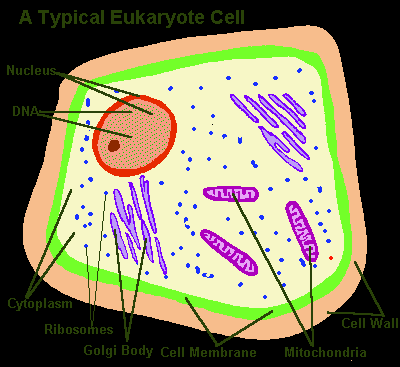 A Typical Eukaryote Cell
Nucleus
DNA
Cytoplasm
Ribosomes
Golgi Body
Cell Membrane
Mitochondria
Cell Wall